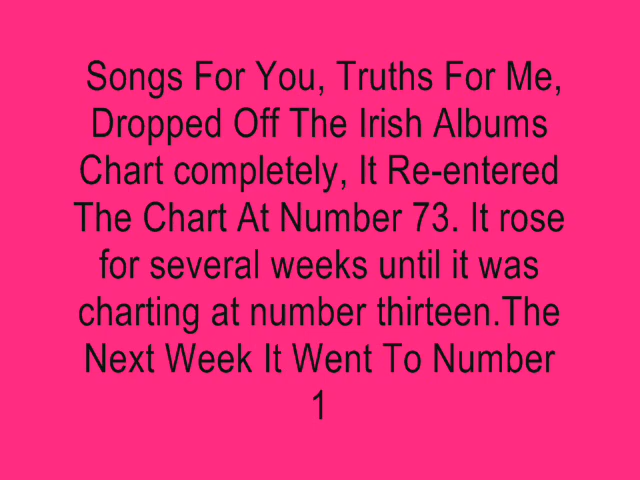 Songs For You, Truths For Me,
Dropped Off The Irish Albums
Chart completely, It Re-entered
The Chart At Number 73. It rose
for several weeks until it was
charting at number thirteen.The
Next Week It Went To Number
1